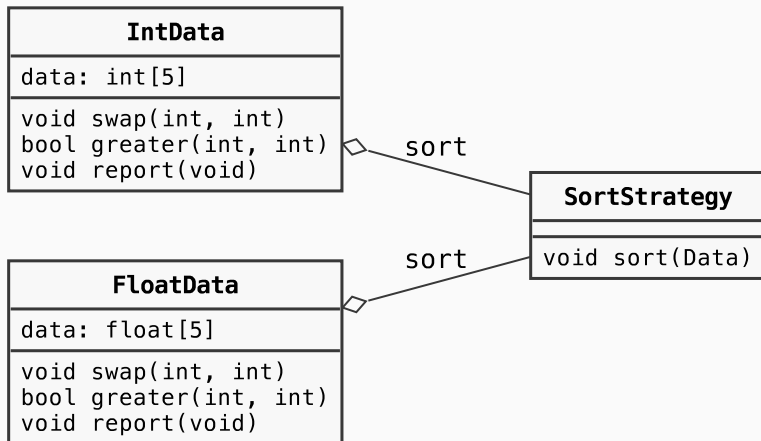 IntData
data: int[5]
void swap(int, int)
bool greater(int, int)
void report(void)
sort
SortStrategy
void sort(Data)
sort
FloatData
data: float[5]
void swap(int, int)
bool greater(int, int)
void report(void)